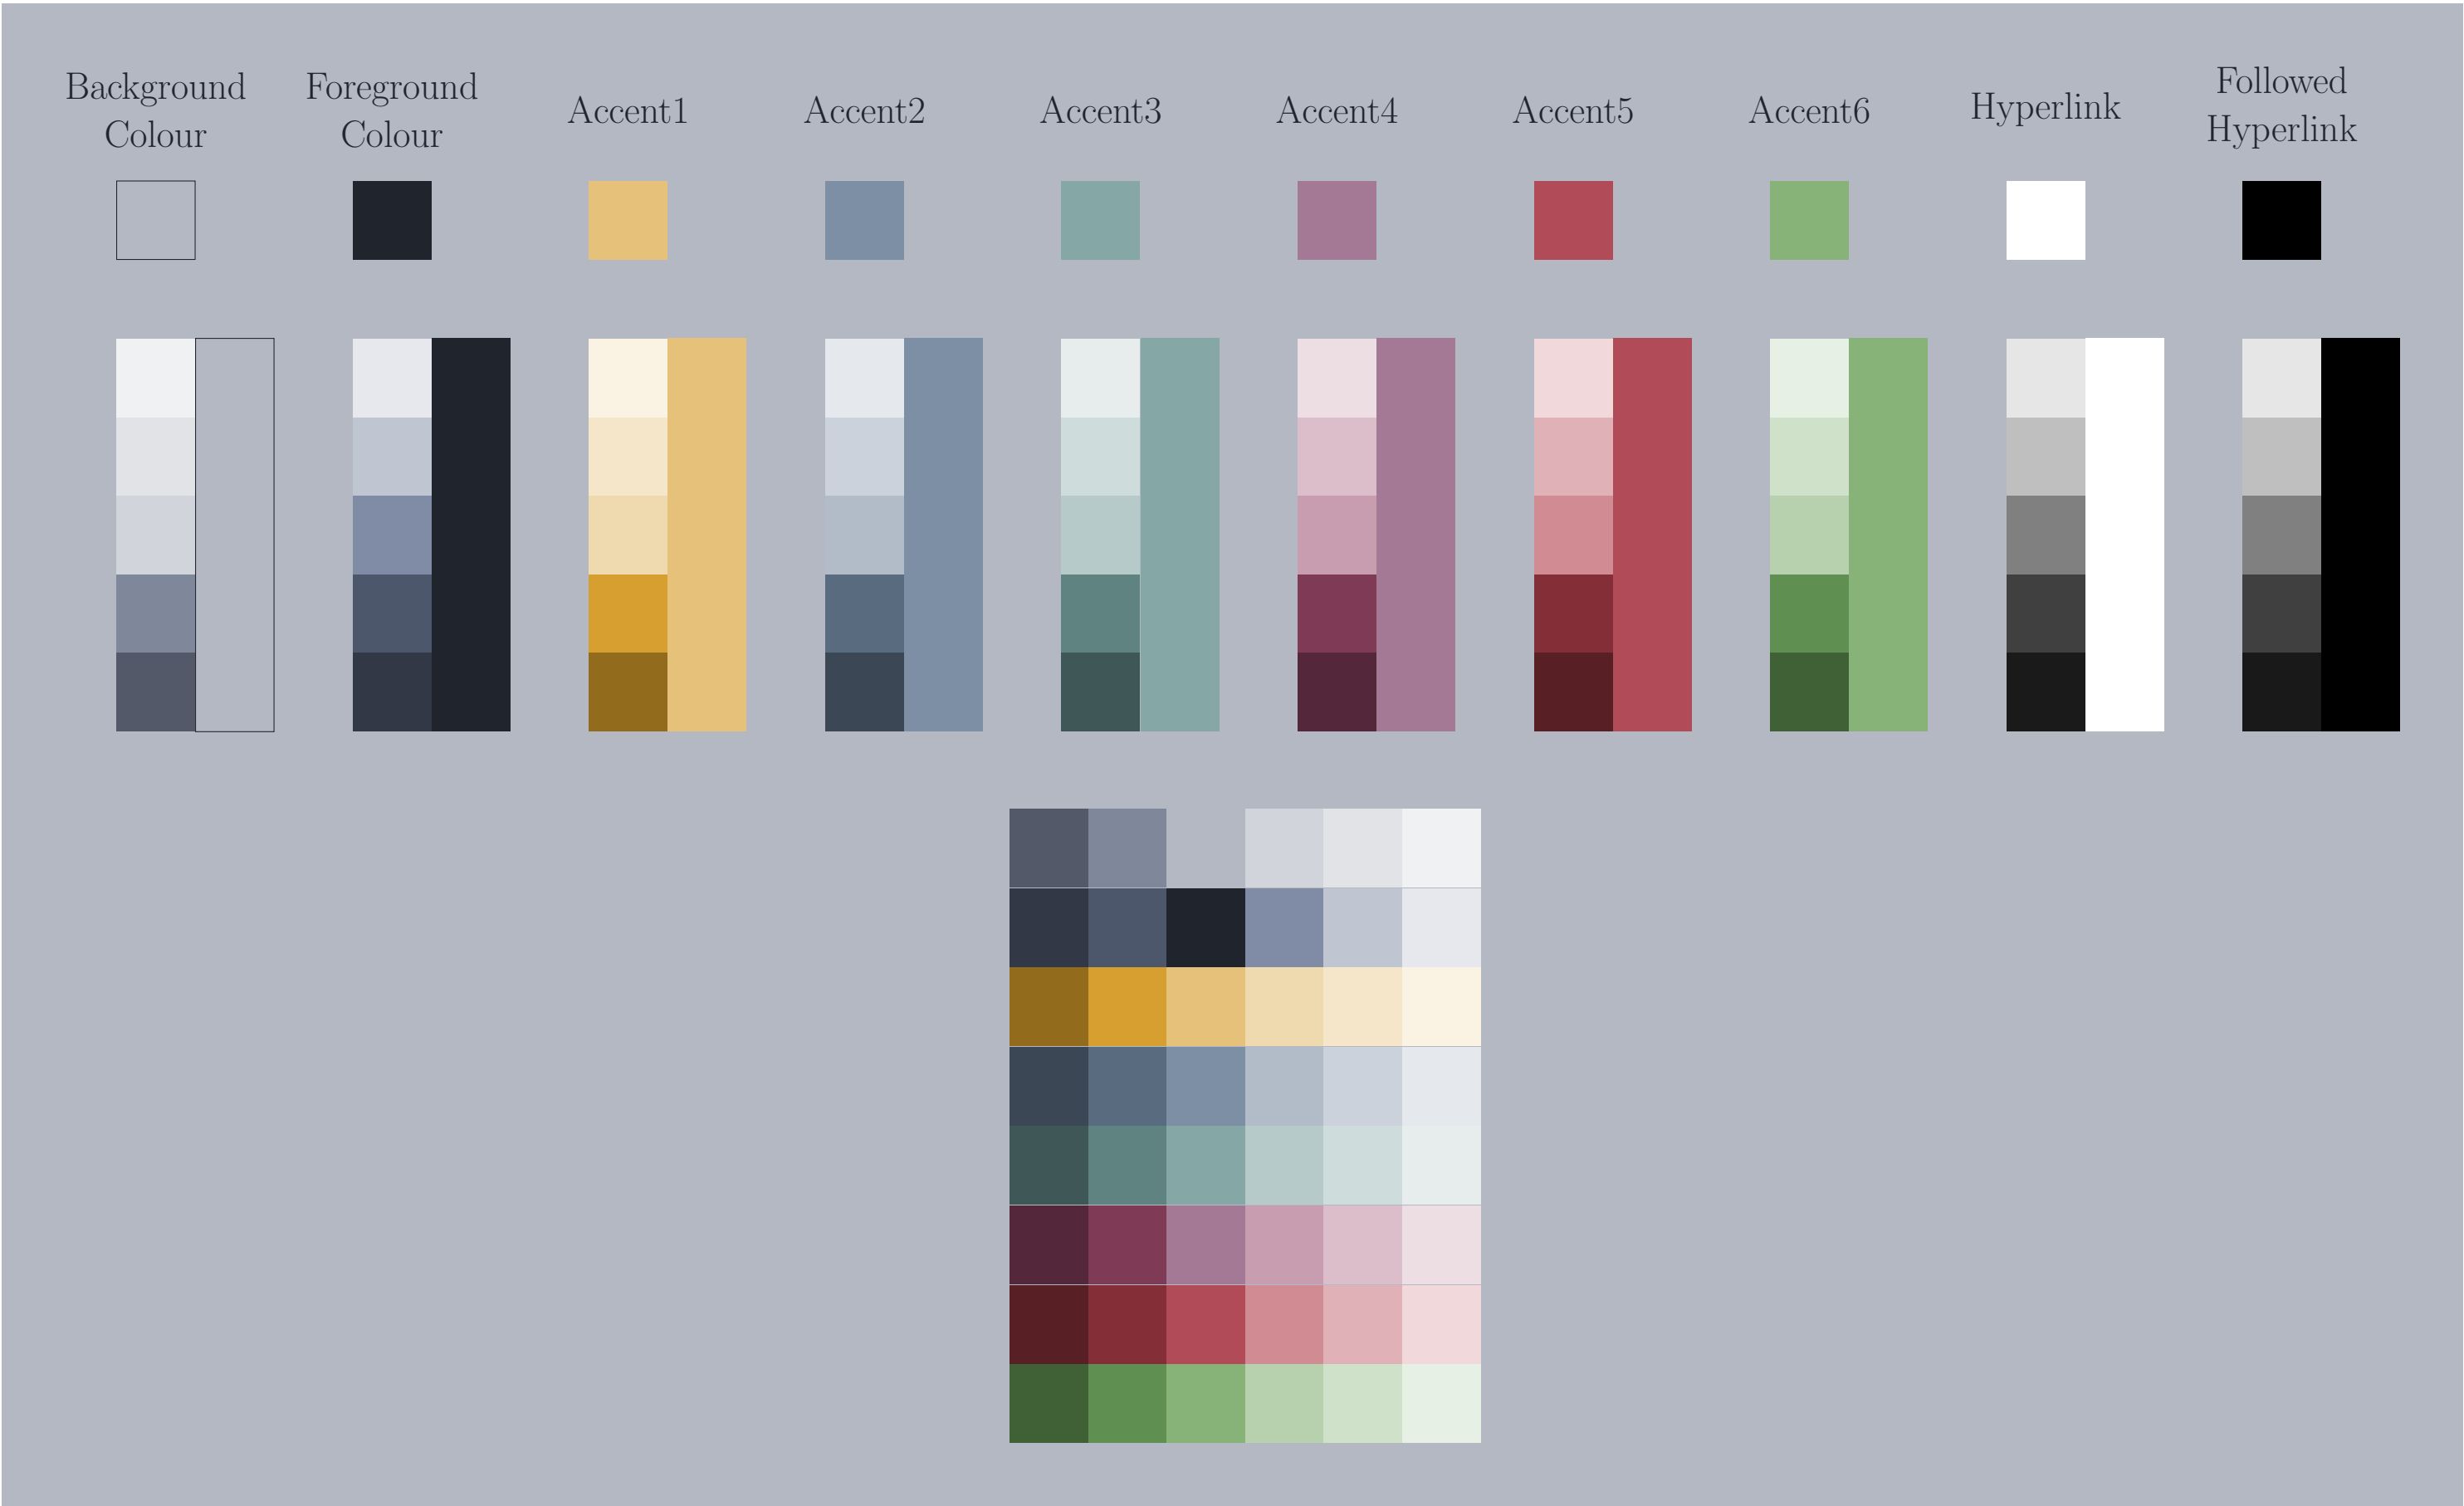 Background
Colour
Foreground
Colour
Accent1
Accent2
Accent3
Accent4
Accent5
Accent6
Hyperlink
Followed
Hyperlink